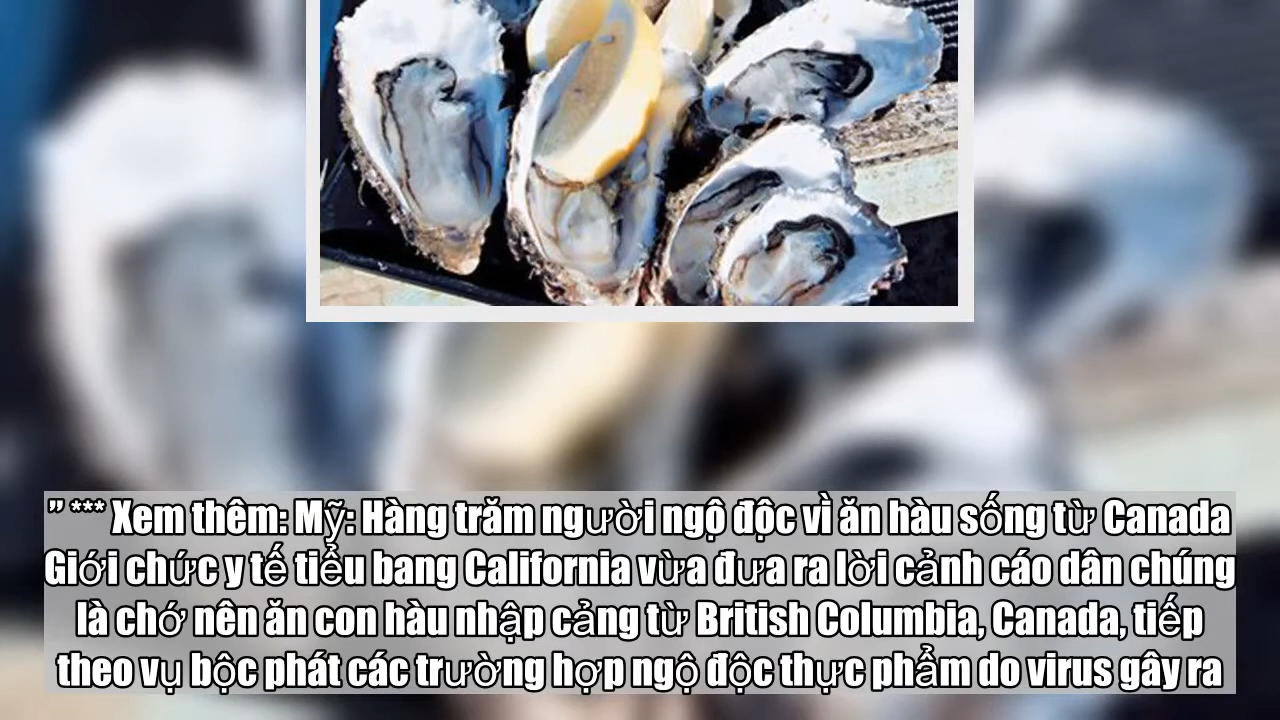 ” *** Xem thêm: Mỹ: Hàng trăm người ngộ độc vì ăn hàu sống từ Canada
Giới chức y tế tiểu bang California vừa đưa ra lời cảnh cáo dân chúng
là chớ nên ăn con hàu nhập cảng từ British Columbia, Canada, tiếp
theo vụ bộc phát các trường hợp ngộ độc thực phẩm do virus gây ra